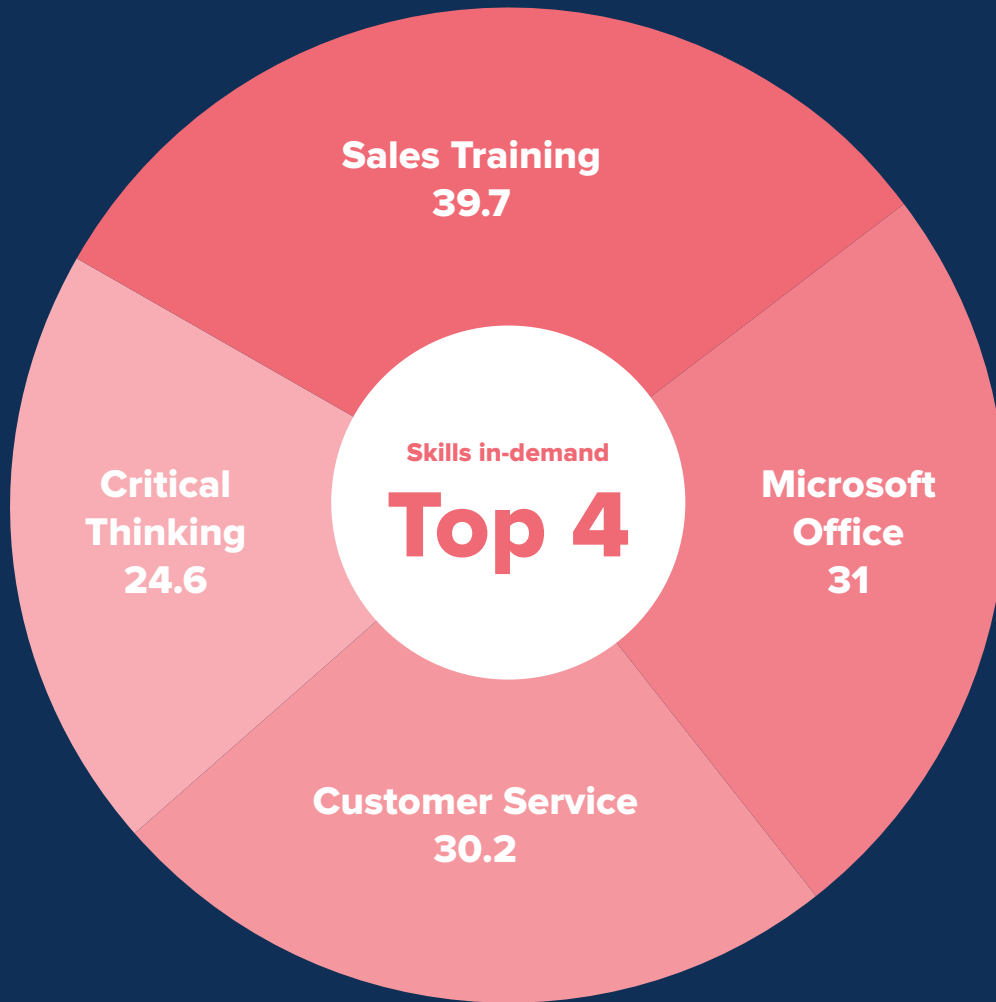 Sales Training
39.7
Skills in-demand
Top 4
Critical
Thinking
24.6
Microsoft
Office
31
Customer Service
30.2